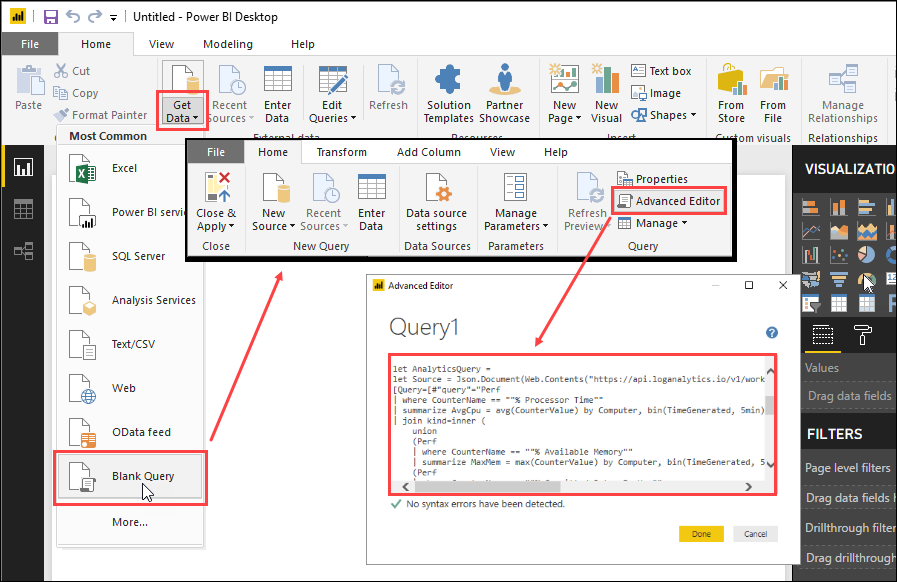 Untitled - Power BI Desktop
File Home View Modeling Help
Paste
Cut
Copy
Format Painter
Get Data
Recent Sources
Enter Data
Edit Queries
Refresh
Solution Templates
Partner Showcase
New Page
New Visual
Text box
Image
Shapes
From Store
From File
Manage Relationships
External data
Resources
Insert
Custom visuals
Relationships
Most Common
Excel
Power BI servi
SQL Server
Analysis Services
Text/CSV
Web
OData feed
Blank Query
More...
File Home Transform Add Column View Help
Close & Apply
New Source
Recent Sources
Enter Data
Data source settings
Manage Parameters
Refresh Preview
Properties
Advanced Editor
Manage
Close
New Query
Data Sources
Parameters
Query
Advanced Editor
Query1
let AnalyticsQuery =
let Source = Json.Document(Web.Contents("https://api.loganalytics.io/v1/work
[Query=[#"query"="Perf
| where CounterName == ""% Processor Time""
| summarize AvgCpu = avg(CounterValue) by Computer, bin(TimeGenerated, 5min)
| join kind=inner (
union
(Perf
| where CounterName == ""% Available Memory""
| summarize MaxMem = max(CounterValue) by Computer, bin(TimeGenerated, 5
(Perf
No syntax errors have been detected.
Done
Cancel
VISUALIZATIO
Values
Drag data fields
FILTERS
Page level filters
Drag data fields h
Drillthrough filter
Drag drillthrough